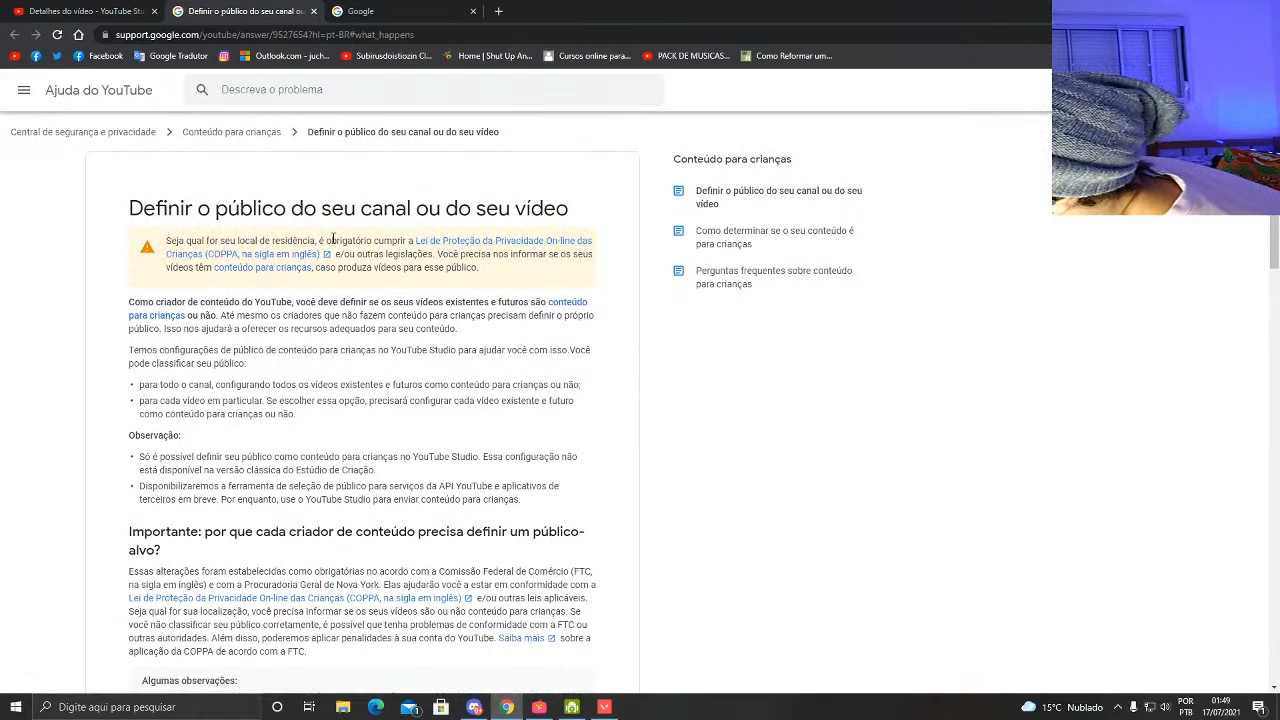 Detalhes do vídeo - YouTube Stu
Definir o público do seu canal ou
Google
support.google.com/youtube/answer/9527654?hl=pt-BR#what_happens
YouTube
Facebook
Google Tradutor
Outlook.com - juch...
Subirusdoistiozin G...
Home | Shut Up An...
Cursos online para...
PACK DE MUSICAS...
Como Reformar um...
Ajuda do YouTube
Descreva o problema
Central de segurança e privacidade
Conteúdo para crianças
Definir o público do seu canal ou do seu vídeo
Definir o público do seu canal ou do seu vídeo
Seja qual for seu local de residência, é obrigatório cumprir a Lei de Proteção da Privacidade On-line das
Crianças (COPPA, na sigla em inglês) e/ou outras legislações. Você precisa nos informar se os seus
vídeos têm conteúdo para crianças, caso produza vídeos para esse público.
Como criador de conteúdo do YouTube, você deve definir se os seus vídeos existentes e futuros são conteúdo
para crianças ou não. Até mesmo os criadores que não fazem conteúdo para crianças precisam definir o próprio
público. Isso nos ajudará a oferecer os recursos adequados para seu conteúdo.
Temos configurações de público de conteúdo para crianças no YouTube Studio para ajudar você com isso.Você
pode classificar seu público:
• para todo o canal, configurando todos os vídeos existentes e futuros como conteúdo para crianças ou não;
• para cada vídeo em particular. Se escolher essa opção, precisará configurar cada vídeo existente e futuro
como conteúdo para crianças ou não.
Observação:
• Só é possível definir seu público como conteúdo para crianças no YouTube Studio. Essa configuração não
está disponível na versão clássica do Estúdio de Criação.
• Disponibilizaremos a ferramenta de seleção de público para serviços da API YouTube e aplicativos de
terceiros em breve. Por enquanto, use o YouTube Studio para enviar conteúdo para crianças.
Importante: por que cada criador de conteúdo precisa definir um público-
alvo?
Essas alterações foram estabelecidas como obrigatórias no acordo com a Comissão Federal de Comércio (FTC,
na sigla em inglês) e com a Procuradoria Geral de Nova York. Elas ajudarão você a estar em conformidade com a
Lei de Proteção da Privacidade On-line das Crianças (COPPA, na sigla em inglês) e/ou outras leis aplicáveis.
Seja qual for sua localização, você precisa informar se os seus vídeos são ou não conteúdo para crianças. Se
você não classificar seu público corretamente, é possível que tenha problemas de conformidade com a FTC ou
outras autoridades. Além disso, poderemos aplicar penalidades à sua conta do YouTube. Saiba mais sobre a
aplicação da COPPA de acordo com a FTC.
Algumas observações:
Conteúdo para crianças
Definir o público do seu canal ou do seu
vídeo
Como determinar se o seu conteúdo é
para crianças
Perguntas frequentes sobre conteúdo
para crianças
Digite aqui para pesquisar
15°C Nublado
POR
PTB
01:49
17/07/2021